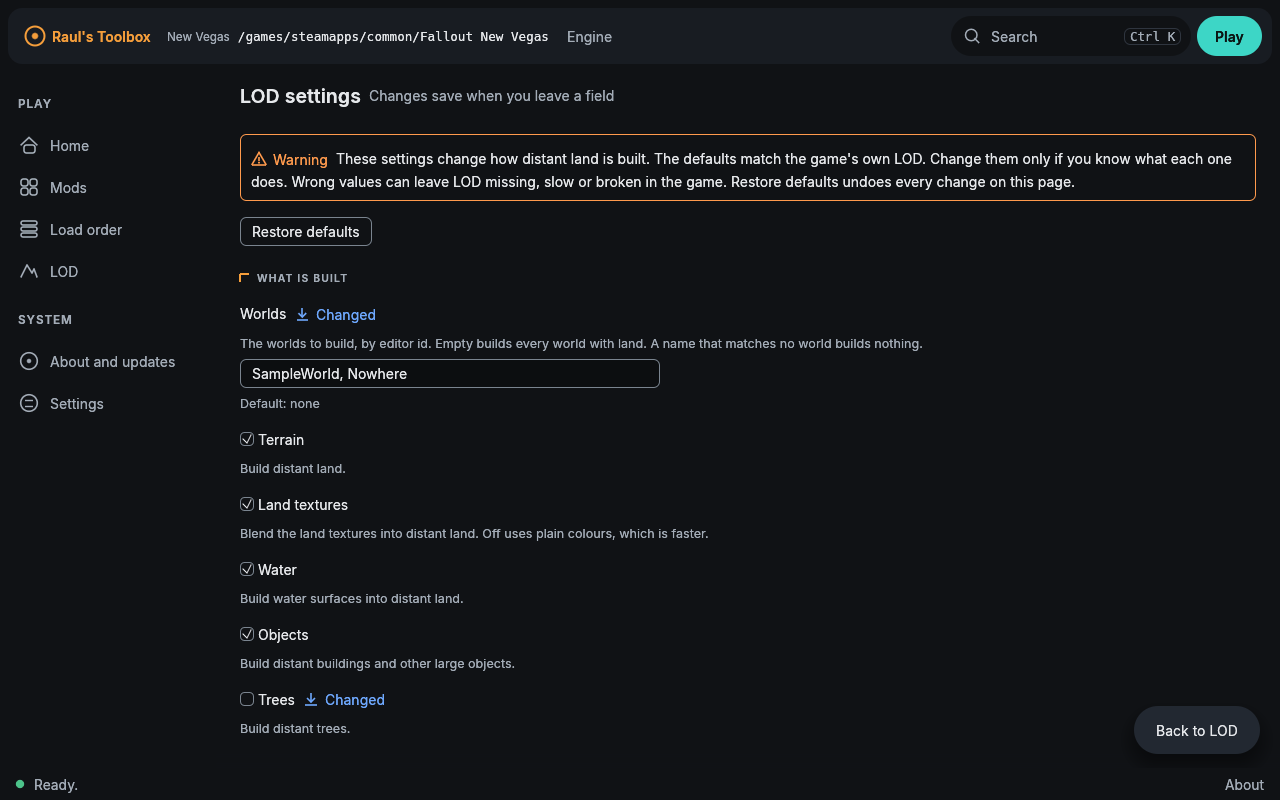 Raul's Toolbox New Vegas /games/steamapps/common/Fallout New Vegas Engine Search Ctrl K Play
PLAY
Home
Mods
Load order
LOD
SYSTEM
About and updates
Settings
LOD settings Changes save when you leave a field
Warning These settings change how distant land is built. The defaults match the game's own LOD. Change them only if you know what each one
does. Wrong values can leave LOD missing, slow or broken in the game. Restore defaults undoes every change on this page.
Restore defaults
WHAT IS BUILT
Worlds Changed
The worlds to build, by editor id. Empty builds every world with land. A name that matches no world builds nothing.
SampleWorld, Nowhere
Default: none
Terrain
Build distant land.
Land textures
Blend the land textures into distant land. Off uses plain colours, which is faster.
Water
Build water surfaces into distant land.
Objects
Build distant buildings and other large objects.
Trees Changed
Build distant trees.
Back to LOD
Ready.
About